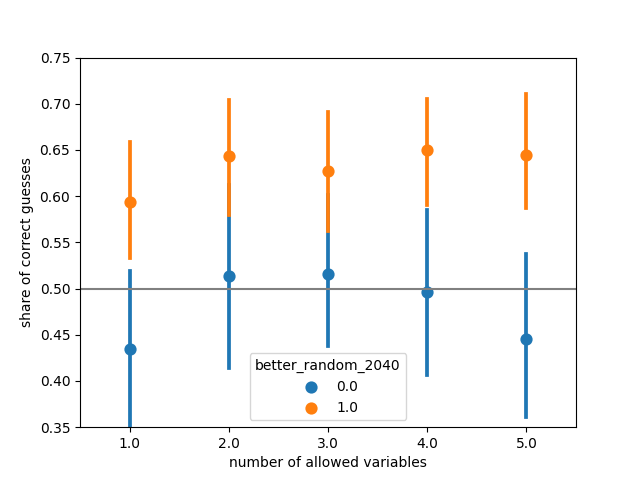 0.75
0.70
0.65
0.60
0.55
0.50
0.45
0.40
0.35
share of correct guesses
better_random_2040
0.0
1.0
1.0 2.0 3.0 4.0 5.0
number of allowed variables